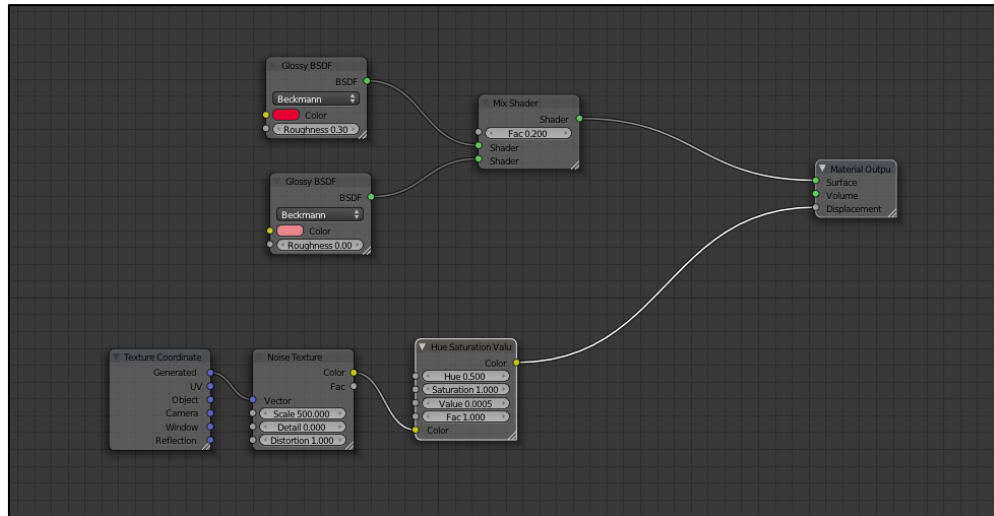 Glossy BSDF
BSDF
Beckmann
Color
Roughness 0.30
Mix Shader
Shader
Fac 0.200
Shader
Shader
Glossy BSDF
BSDF
Beckmann
Color
Roughness 0.00
Material Outpu
Surface
Volume
Displacement
Texture Coordinate
Generated
UV
Object
Camera
Window
Reflection
Noise Texture
Color
Fac
Vector
Scale 500.000
Detail 0.000
Distortion 1.000
Hue Saturation Valu
Color
Hue 0.500
Saturation 1.000
Value 0.0005
Fac 1.000
Color